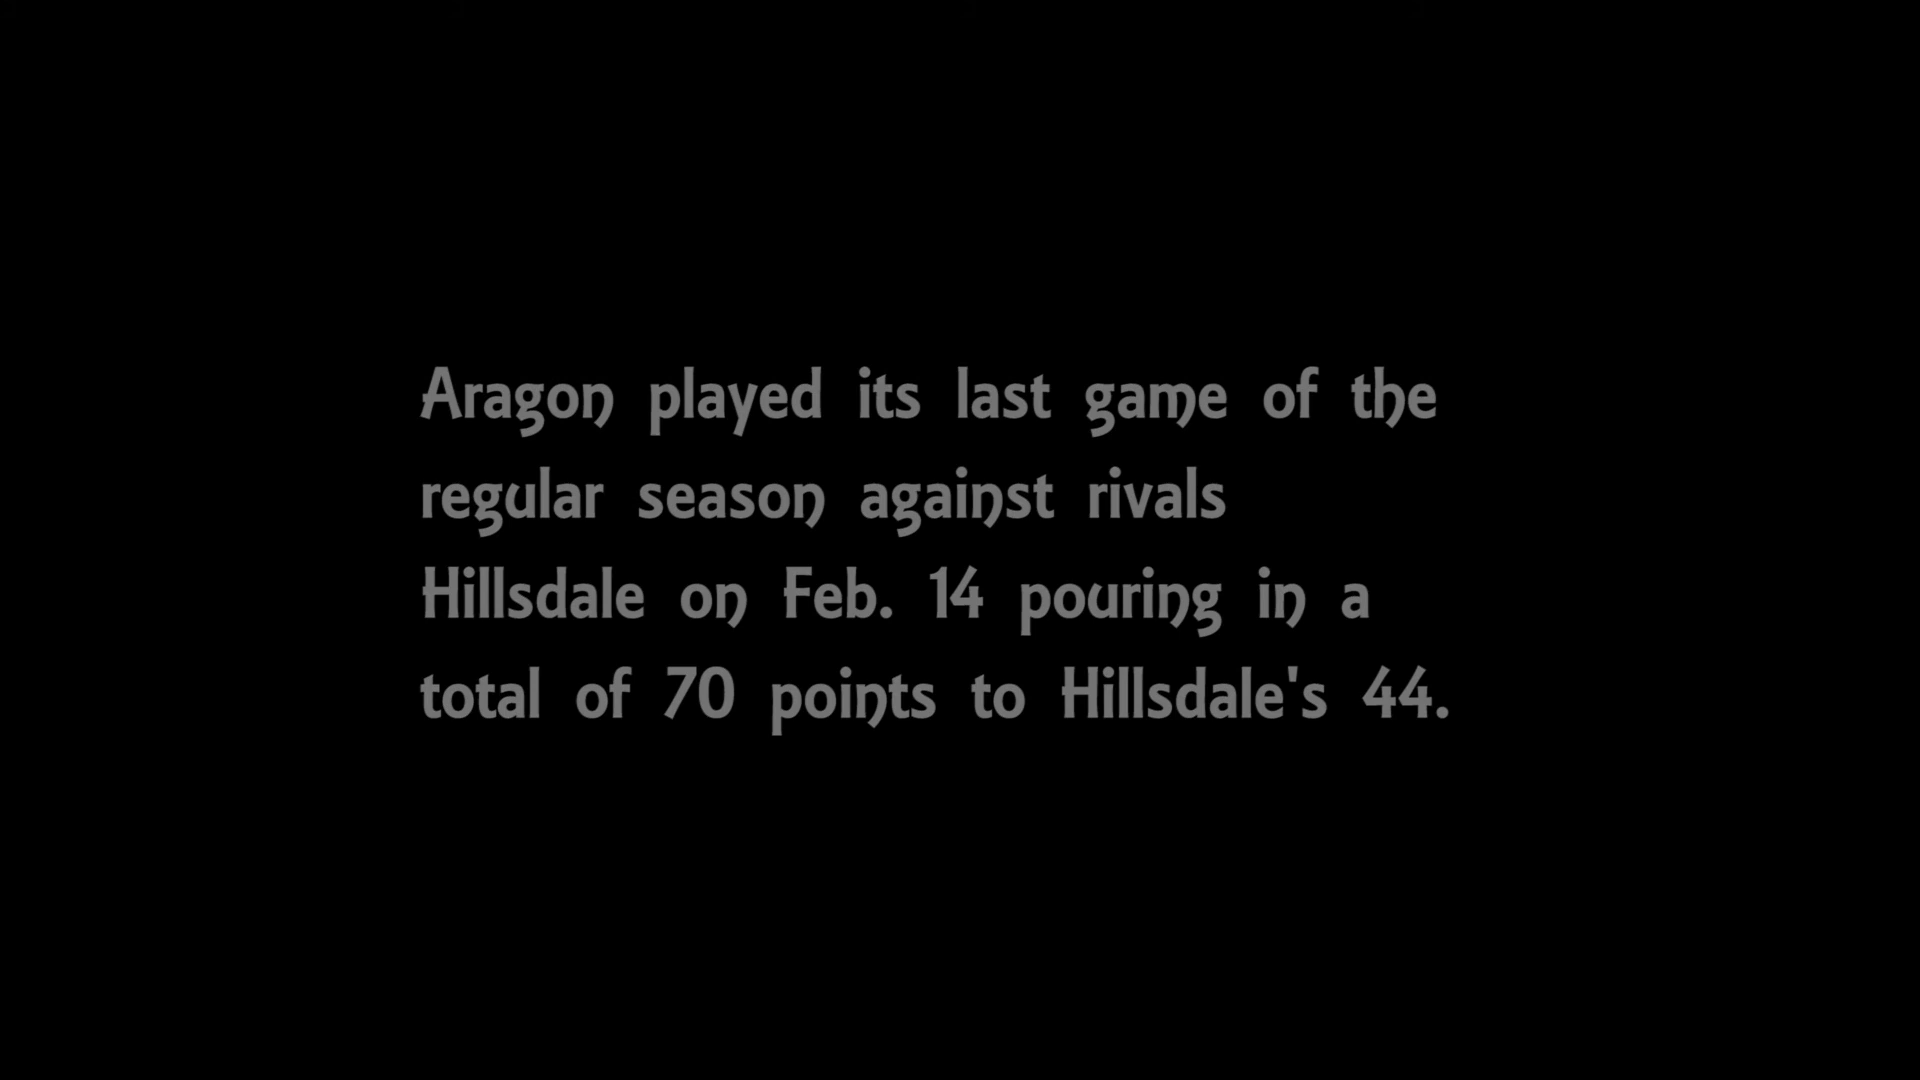 Aragon played its last game of the
regular season against rivals
Hillsdale on Feb. 14 pouring in a
total of 70 points to Hillsdale's 44.